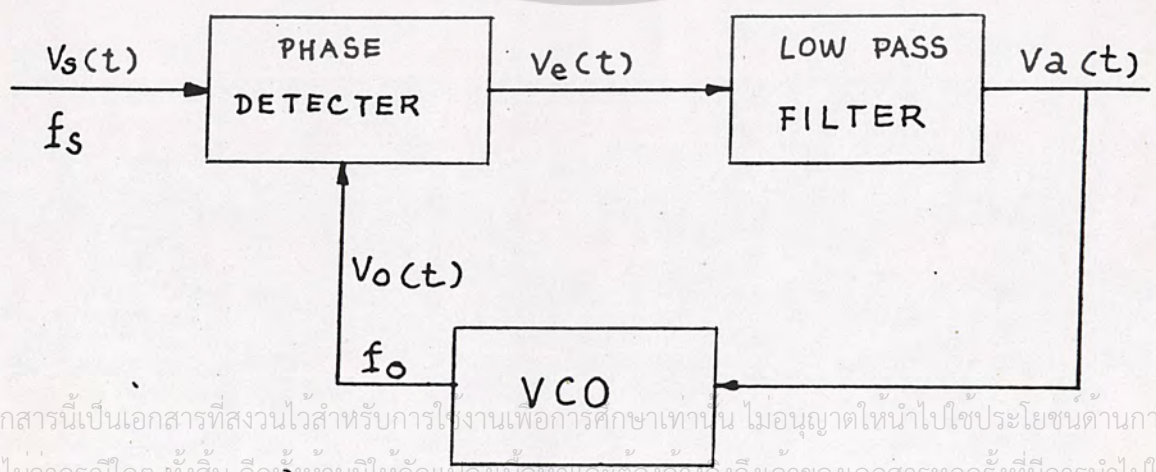 Vs(t)
fs
PHASE
DETECTER
Ve(t)
LOW PASS
FILTER
Va(t)
Vo(t)
fo
VCO
กสารนี้เป็นเอกสารที่สงวนไว้สำหรับการใช้งานเพื่อการศึกษาเท่านั้น ไม่อนุญาตให้นำไปใช้ประโยชน์ด้านกา